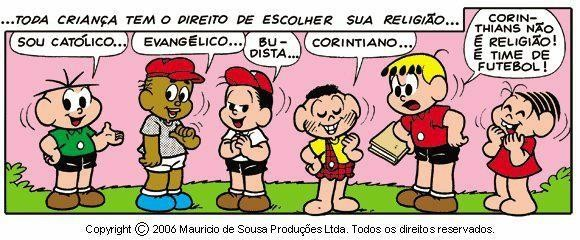 ...TODA CRIANÇA TEM O DIREITO DE ESCOLHER SUA RELIGIÃO...
SOU CATÓLICO...
EVANGÉLICO...
BU-
DISTA...
CORINTIANO...
CORIN-
THIANS NÃO
É RELIGIÃO!
É TIME DE
FUTEBOL!
Copyright © 2006 Mauricio de Sousa Produções Ltda. Todos os direitos reservados.